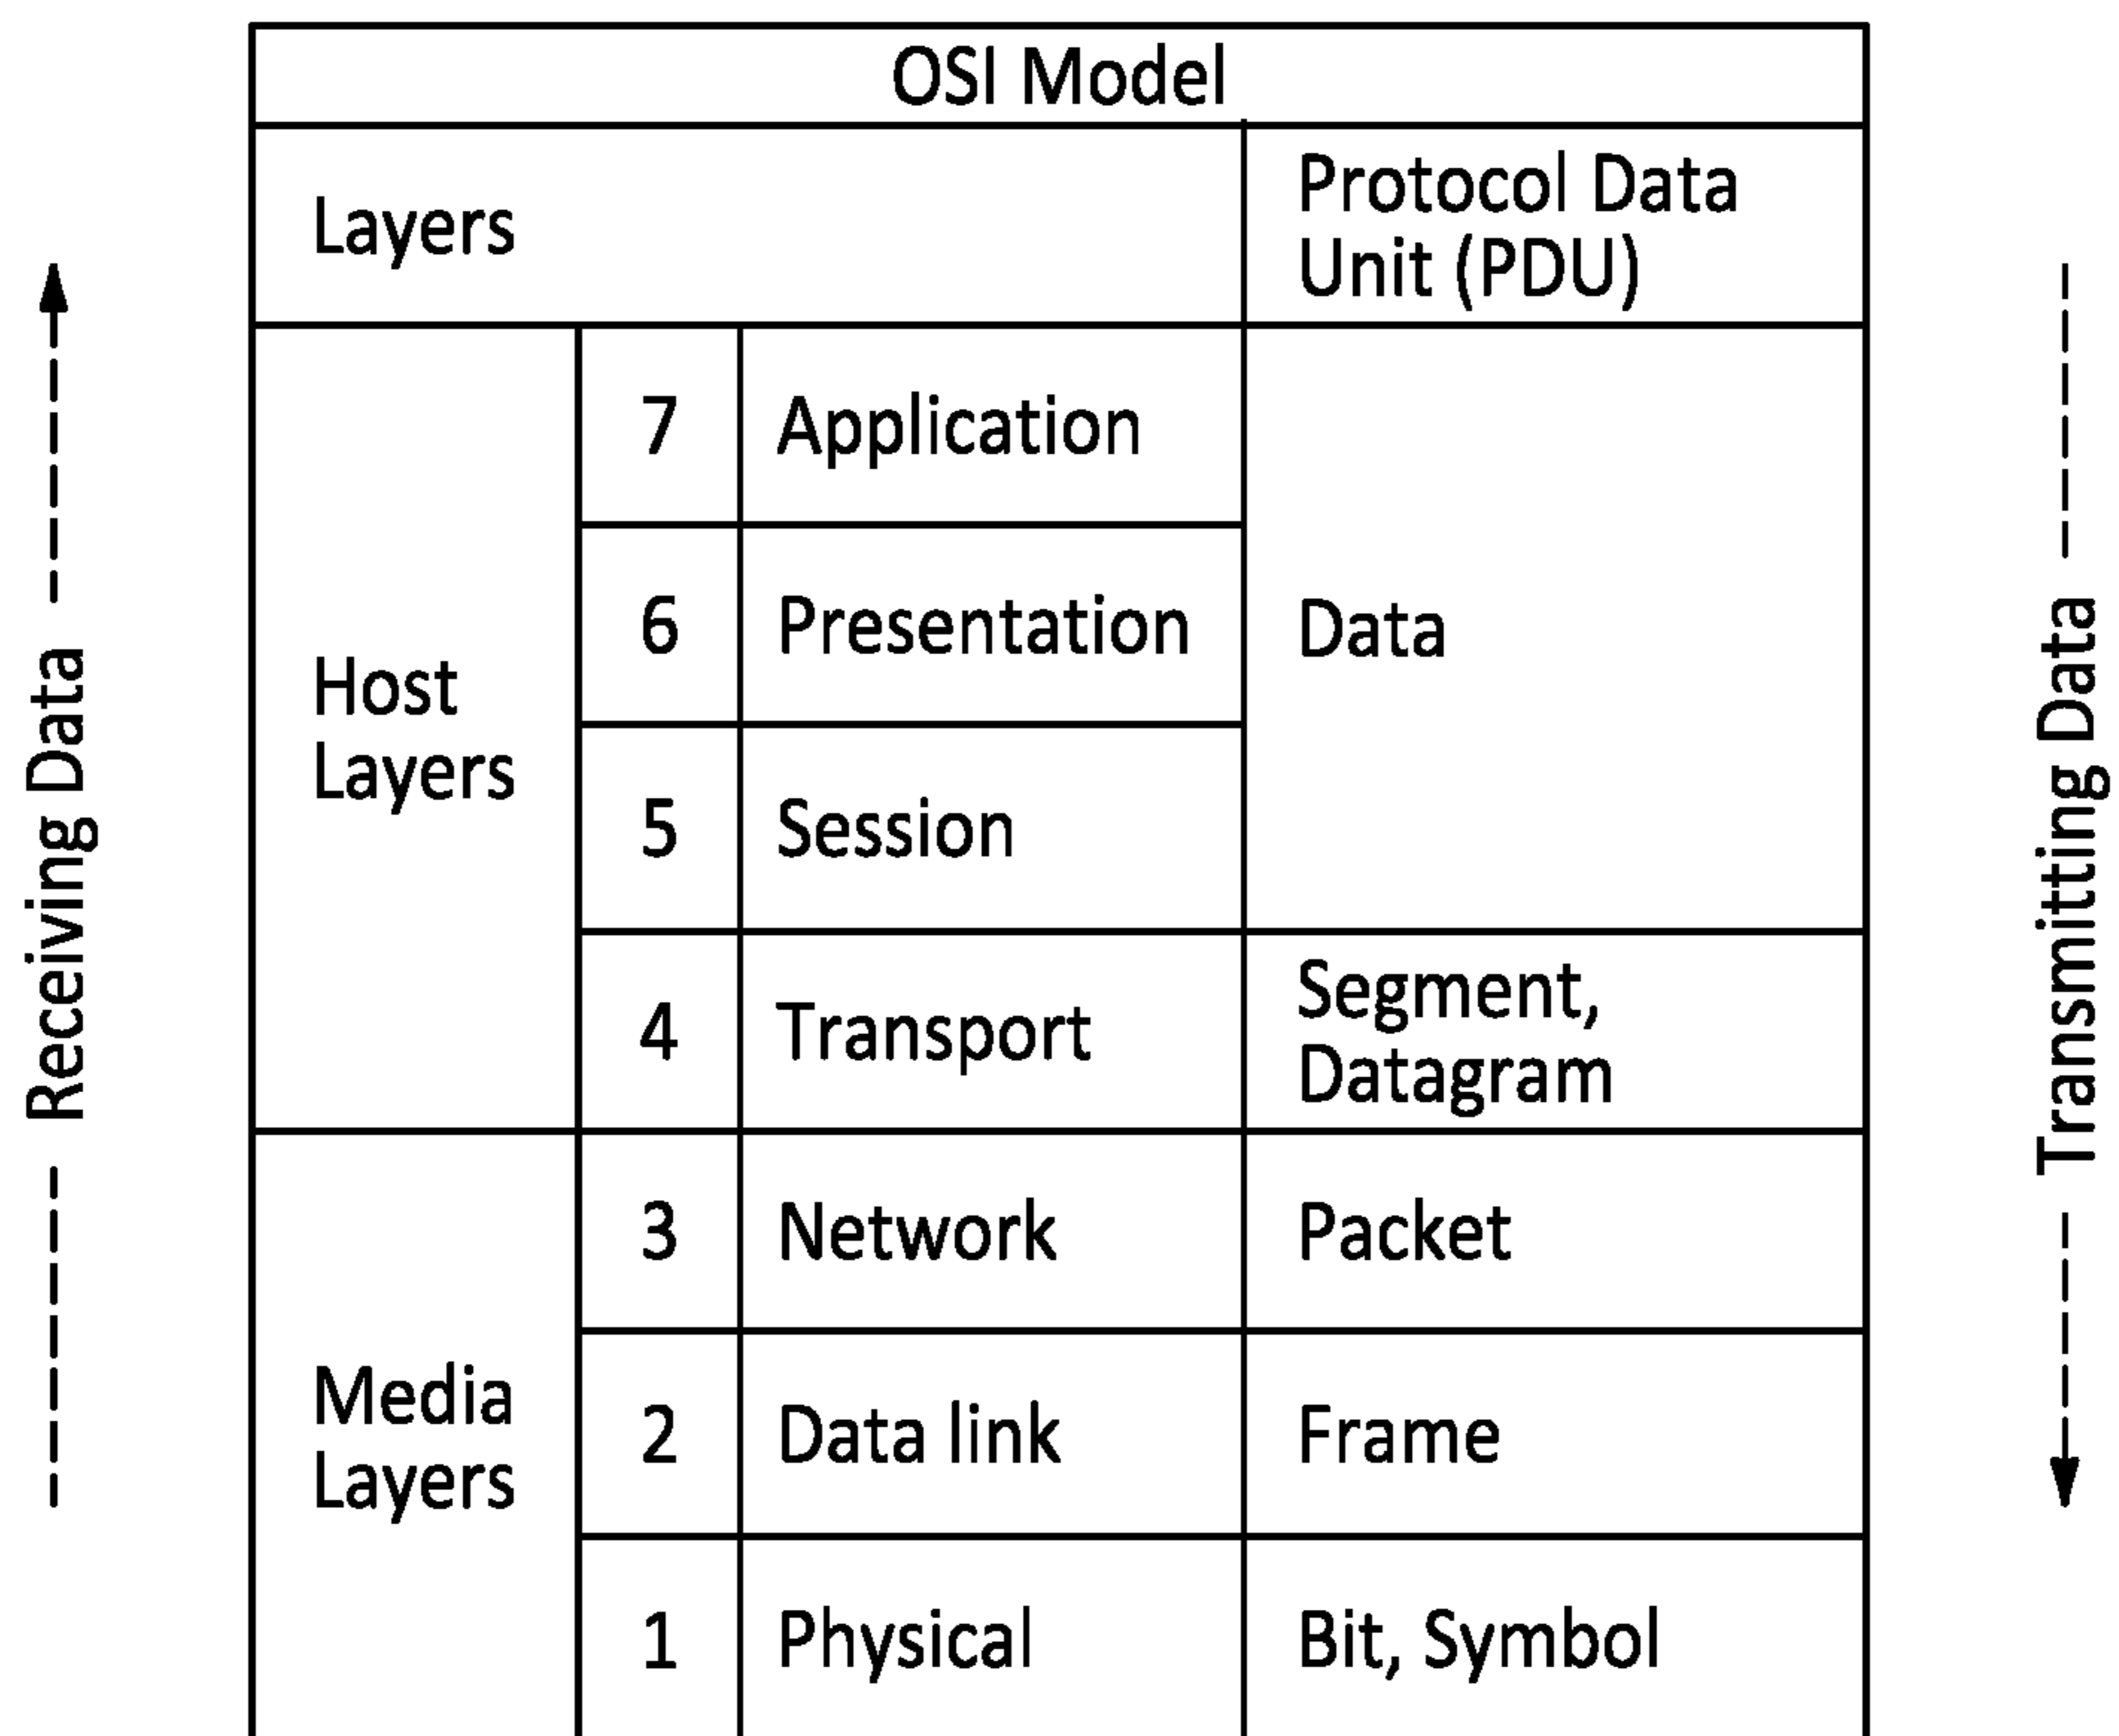 OSI Model
Layers
Protocol Data
Unit (PDU)
Receiving Data
Host
Layers
7 Application
6 Presentation
5 Session
Data
4 Transport
Segment,
Datagram
Media
Layers
3 Network Packet
2 Data link Frame
1 Physical Bit, Symbol
Transmitting Data